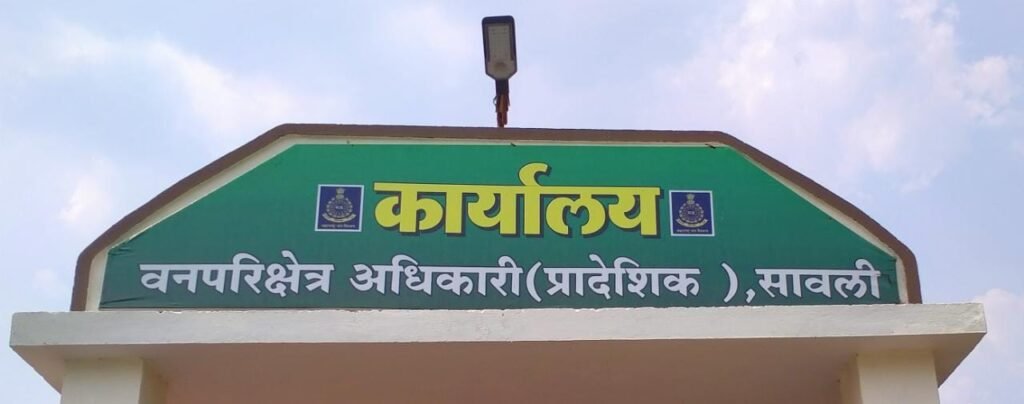 कार्यालय
वनपरिक्षेत्र अधिकारी(प्रादेशिक ),सावली